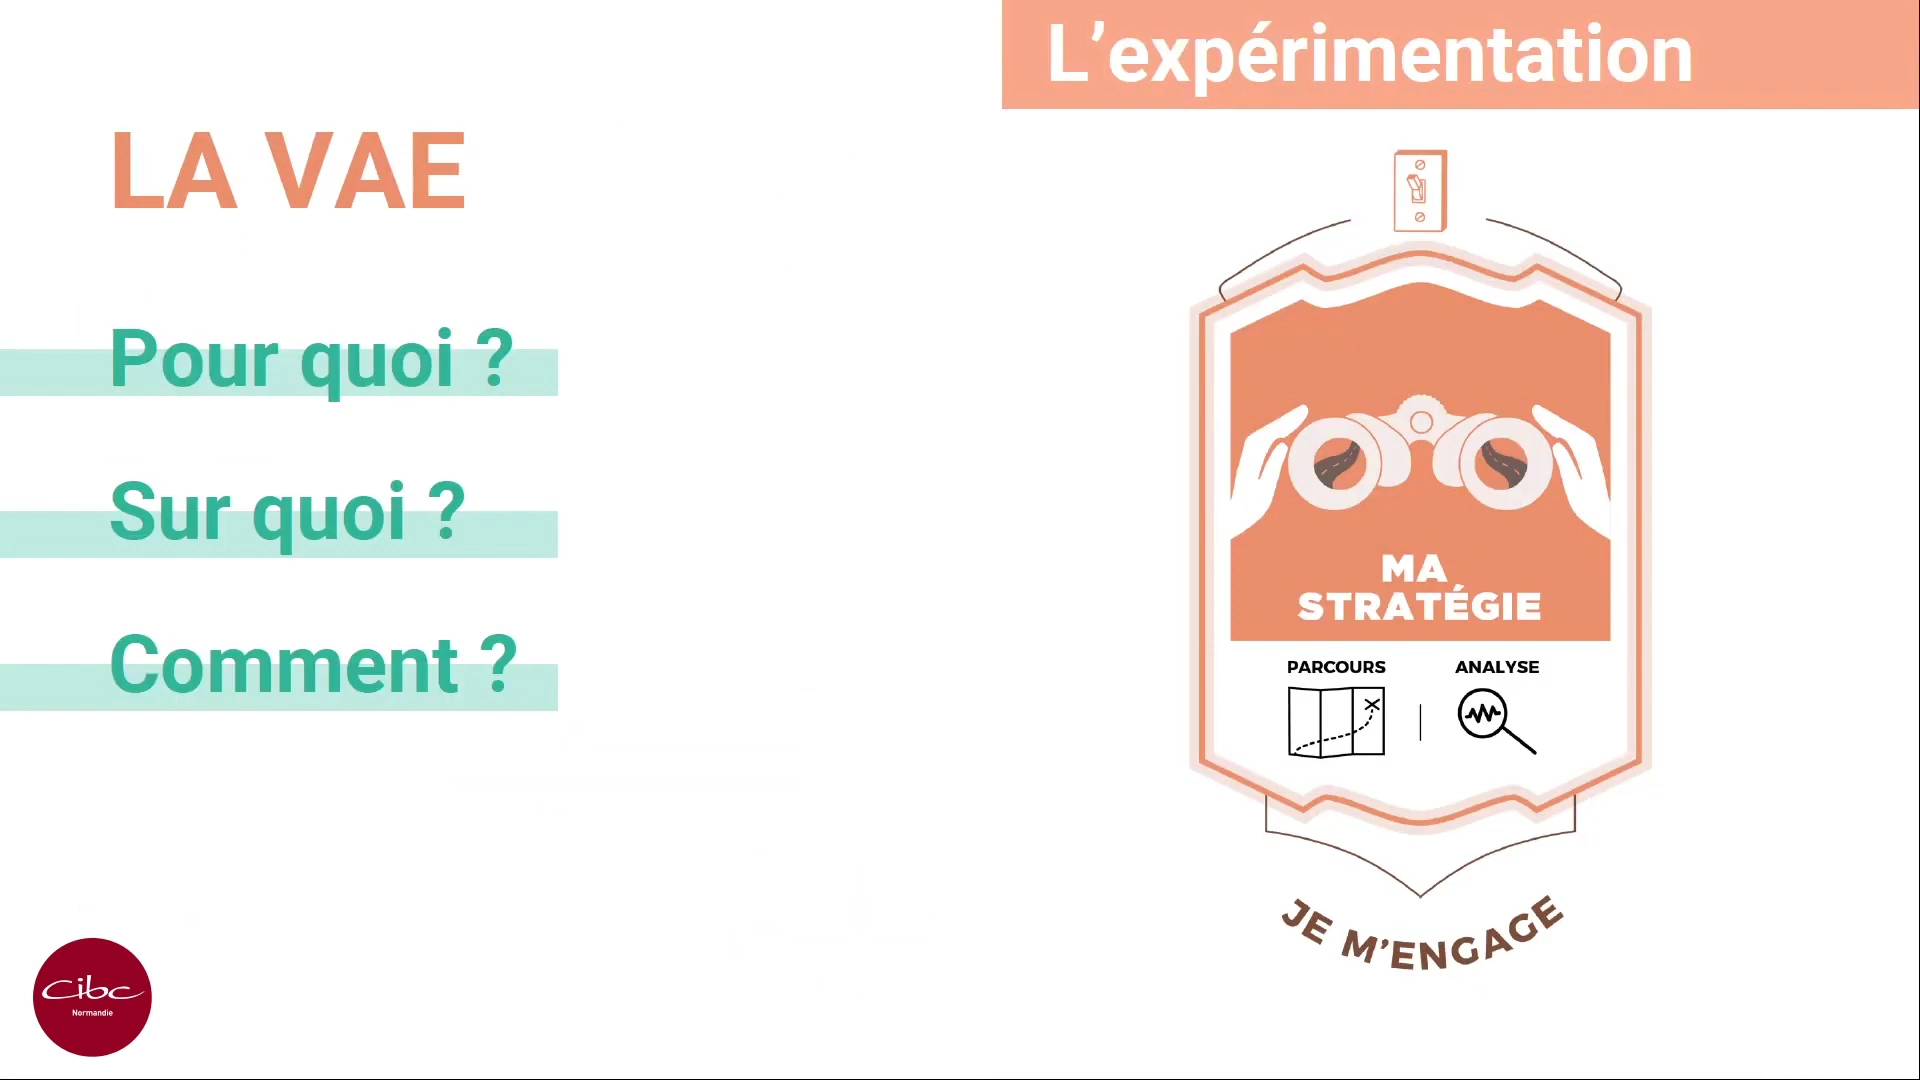 L’expérimentation
LA VAE
Pour quoi ?
Sur quoi ?
Comment ?
MA
STRATÉGIE
PARCOURS
ANALYSE
JE M’ENGAGE
cibc
Normandie